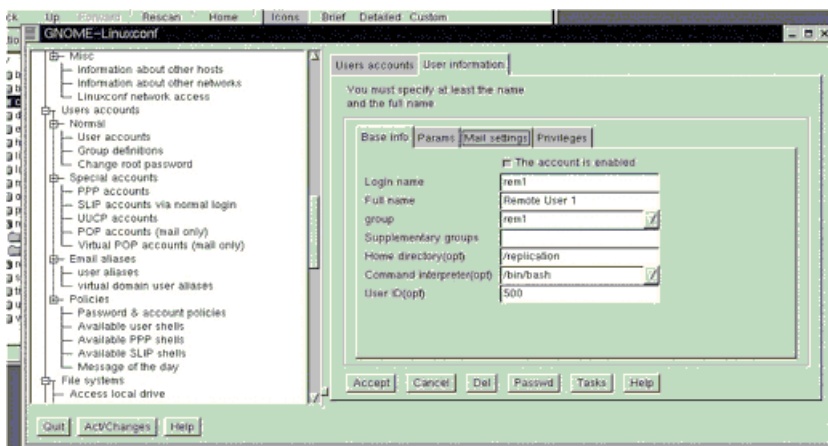 Up Forward Rescan Home Icons Brief Detailed Custom
GNOME-Linuxconf
Misc
Information about other hosts
Information about other networks
Linuxconf network access
Users accounts
Normal
User accounts
Group definitions
Change root password
Special accounts
PPP accounts
SLIP accounts via normal login
UUCP accounts
POP accounts (mail only)
Virtual POP accounts (mail only)
Email aliases
user aliases
virtual domain user aliases
Policies
Password & account policies
Available user shells
Available PPP shells
Available SLIP shells
Message of the day
File systems
Access local drive
Quit Act/Changes Help
Users accounts User information
You must specify at least the name
and the full name
Base info Params Mail settings Privileges
The account is enabled
Login name rem1
Full name Remote User 1
group rem1
Supplementary groups
Home directory(opt) /replication
Command interpreter(opt) /bin/bash
User ID(opt) 500
Accept Cancel Del Passwd Tasks Help